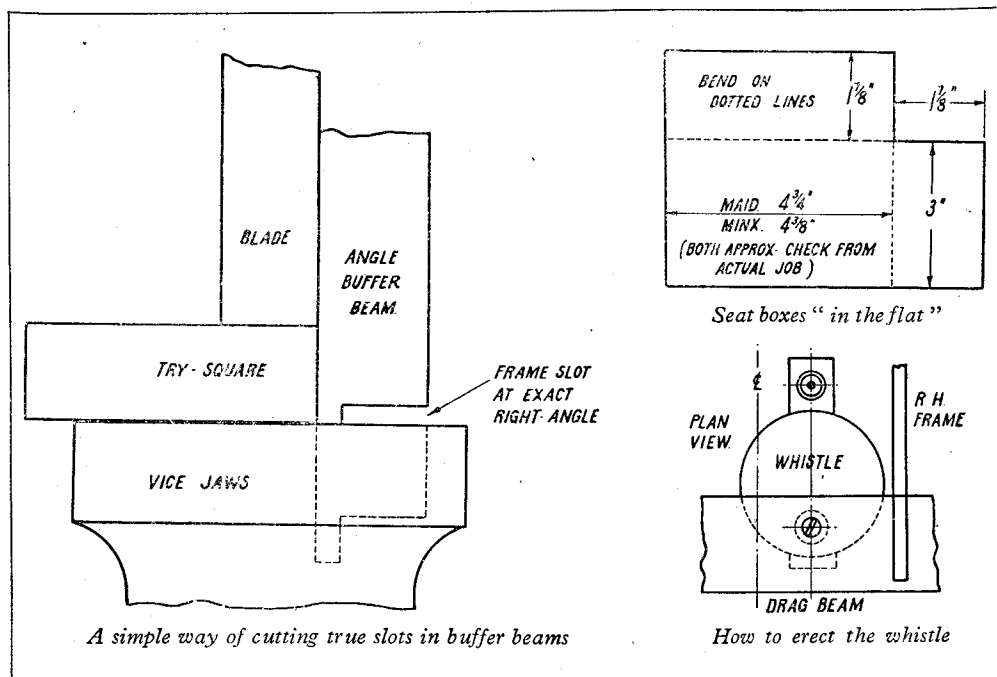 BLADE
ANGLE
BUFFER
BEAM.
TRY-SQUARE
FRAME SLOT
AT EXACT
RIGHT-ANGLE
VICE JAWS
A simple way of cutting true slots in buffer beams
BEND ON
DOTTED LINES
1⅞"
1⅞"
MAID. 4¾"
MINX. 4⅜"
(BOTH APPROX- CHECK FROM
ACTUAL JOB)
3"
Seat boxes “ in the flat ”
℄
PLAN
VIEW.
WHISTLE
R.H.
FRAME
DRAG BEAM
How to erect the whistle